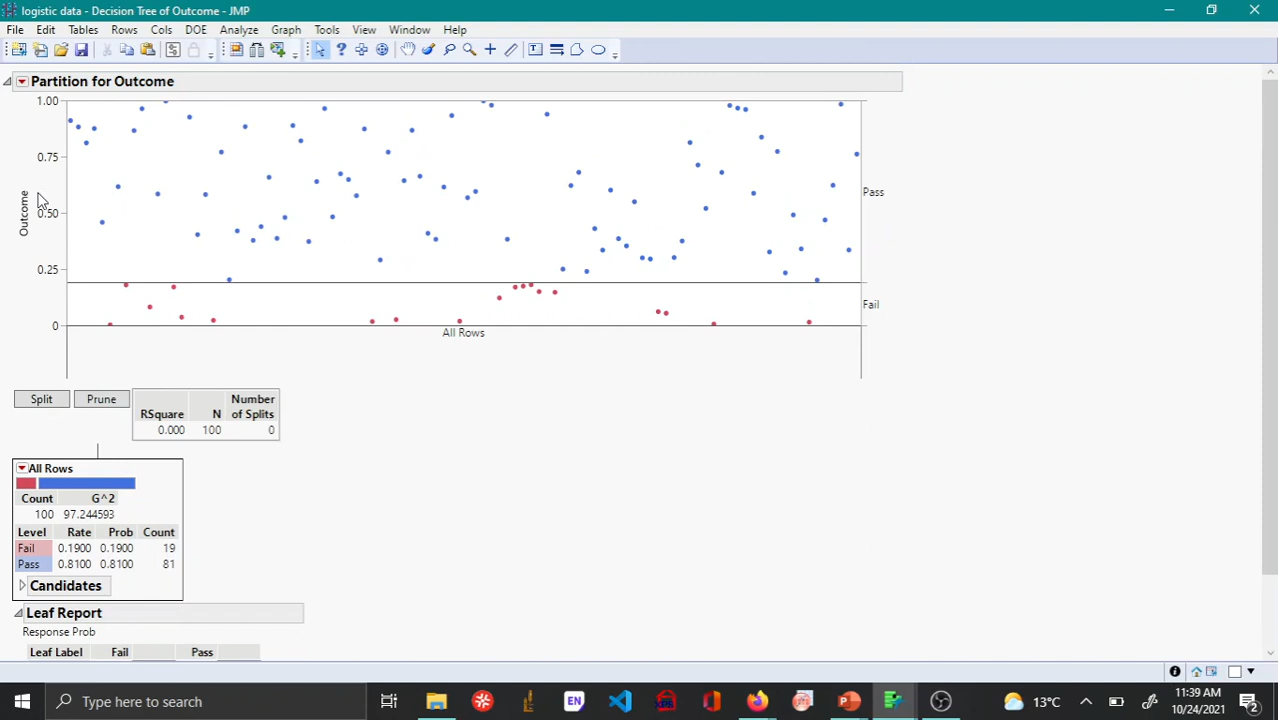 logistic data - Decision Tree of Outcome - JMP
File Edit Tables Rows Cols DOE Analyze Graph Tools View Window Help
Partition for Outcome
1.00
0.75
0.50
0.25
0
Outcome
Pass
Fail
All Rows
Split Prune
RSquare N Number of Splits
0.000 100 0
All Rows
Count G^2
100 97.244593
Level Rate Prob Count
Fail 0.1900 0.1900 19
Pass 0.8100 0.8100 81
Candidates
Leaf Report
Response Prob
Leaf Label Fail Pass
Type here to search
EN
13°C
11:39 AM
10/24/2021
2